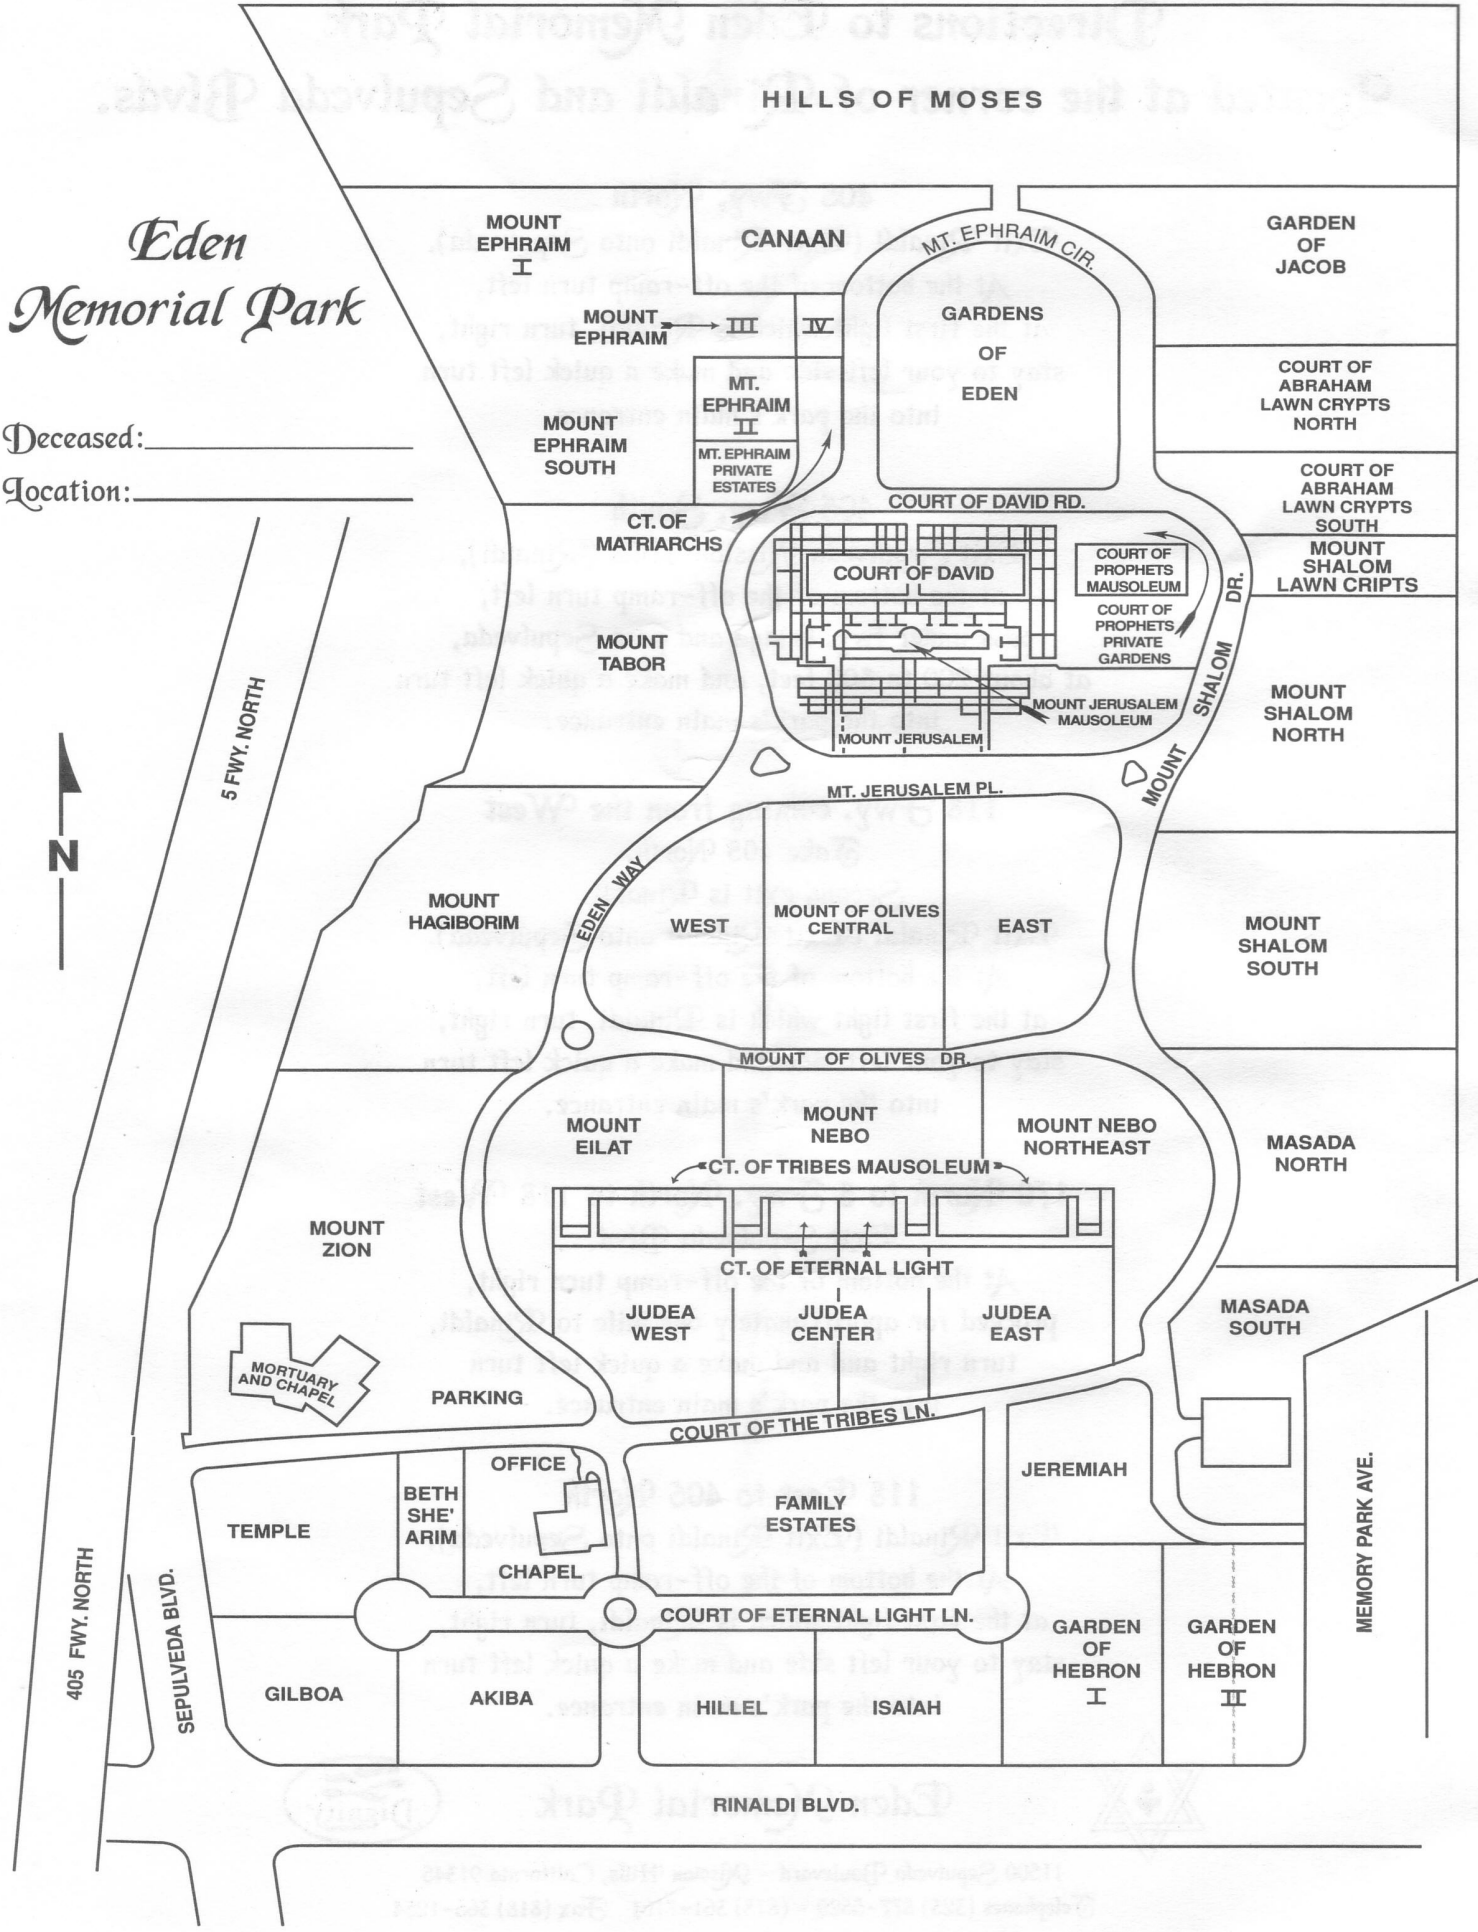 HILLS OF MOSES
Eden
Memorial Park
Deceased:
Location:
MOUNT
EPHRAIM
I
CANAAN
MT. EPHRAIM CIR.
GARDEN
OF
JACOB
MOUNT
EPHRAIM
III
IV
GARDENS
OF
EDEN
MT.
EPHRAIM
II
COURT OF
ABRAHAM
LAWN CRYPTS
NORTH
MOUNT
EPHRAIM
SOUTH
MT. EPHRAIM
PRIVATE
ESTATES
COURT OF
ABRAHAM
LAWN CRYPTS
SOUTH
COURT OF DAVID RD.
CT. OF
MATRIARCHS
MOUNT
SHALOM
LAWN CRIPTS
COURT OF DAVID
COURT OF
PROPHETS
MAUSOLEUM
COURT OF
PROPHETS
PRIVATE
GARDENS
MOUNT SHALOM DR.
MOUNT
TABOR
MOUNT JERUSALEM
MAUSOLEUM
MOUNT JERUSALEM
MOUNT
SHALOM
NORTH
5 FWY. NORTH
N
MT. JERUSALEM PL.
EDEN WAY
MOUNT
HAGIBORIM
WEST
MOUNT OF OLIVES
CENTRAL
EAST
MOUNT
SHALOM
SOUTH
MOUNT OF OLIVES DR.
MOUNT
EILAT
MOUNT
NEBO
MOUNT NEBO
NORTHEAST
MASADA
NORTH
CT. OF TRIBES MAUSOLEUM
MOUNT
ZION
CT. OF ETERNAL LIGHT
JUDEA
WEST
JUDEA
CENTER
JUDEA
EAST
MASADA
SOUTH
MORTUARY
AND CHAPEL
PARKING
COURT OF THE TRIBES LN.
OFFICE
JEREMIAH
BETH
SHE'
ARIM
TEMPLE
FAMILY
ESTATES
CHAPEL
MEMORY PARK AVE.
405 FWY. NORTH
SEPULVEDA BLVD.
COURT OF ETERNAL LIGHT LN.
GARDEN
OF
HEBRON
I
GARDEN
OF
HEBRON
II
GILBOA
AKIBA
HILLEL
ISAIAH
RINALDI BLVD.